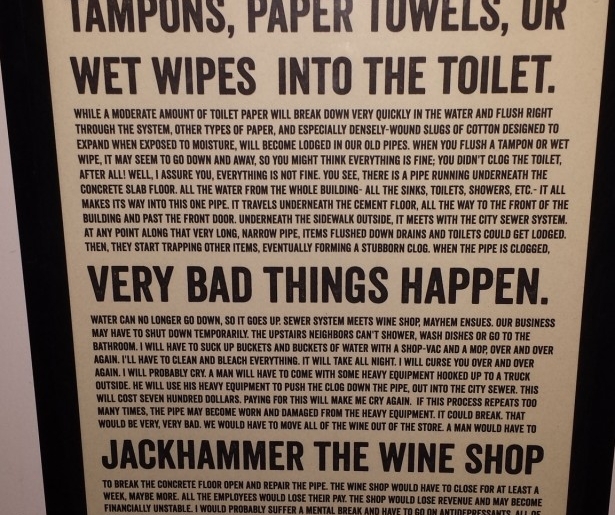 TAMPONS, PAPER TOWELS, OR
WET WIPES INTO THE TOILET.
WHILE A MODERATE AMOUNT OF TOILET PAPER WILL BREAK DOWN VERY QUICKLY IN THE WATER AND FLUSH RIGHT
THROUGH THE SYSTEM, OTHER TYPES OF PAPER, AND ESPECIALLY DENSELY-WOUND SLUGS OF COTTON DESIGNED TO
EXPAND WHEN EXPOSED TO MOISTURE, WILL BECOME LODGED IN OUR OLD PIPES. WHEN YOU FLUSH A TAMPON OR WET
WIPE, IT MAY SEEM TO GO DOWN AND AWAY, SO YOU MIGHT THINK EVERYTHING IS FINE; YOU DIDN'T CLOG THE TOILET,
AFTER ALL! WELL, I ASSURE YOU, EVERYTHING IS NOT FINE. YOU SEE, THERE IS A PIPE RUNNING UNDERNEATH THE
CONCRETE SLAB FLOOR. ALL THE WATER FROM THE WHOLE BUILDING- ALL THE SINKS, TOILETS, SHOWERS, ETC.- IT ALL
MAKES ITS WAY INTO THIS ONE PIPE. IT TRAVELS UNDERNEATH THE CEMENT FLOOR, ALL THE WAY TO THE FRONT OF THE
BUILDING AND PAST THE FRONT DOOR. UNDERNEATH THE SIDEWALK OUTSIDE, IT MEETS WITH THE CITY SEWER SYSTEM.
AT ANY POINT ALONG THAT VERY LONG, NARROW PIPE, ITEMS FLUSHED DOWN DRAINS AND TOILETS COULD GET LODGED.
THEN, THEY START TRAPPING OTHER ITEMS, EVENTUALLY FORMING A STUBBORN CLOG. WHEN THE PIPE IS CLOGGED,
VERY BAD THINGS HAPPEN.
WATER CAN NO LONGER GO DOWN, SO IT GOES UP. SEWER SYSTEM MEETS WINE SHOP, MAYHEM ENSUES. OUR BUSINESS
MAY HAVE TO SHUT DOWN TEMPORARILY. THE UPSTAIRS NEIGHBORS CAN'T SHOWER, WASH DISHES OR GO TO THE
BATHROOM. I WILL HAVE TO SUCK UP BUCKETS AND BUCKETS OF WATER WITH A SHOP-VAC AND A MOP, OVER AND OVER
AGAIN. I'LL HAVE TO CLEAN AND BLEACH EVERYTHING. IT WILL TAKE ALL NIGHT. I WILL CURSE YOU OVER AND OVER
AGAIN. I WILL PROBABLY CRY. A MAN WILL HAVE TO COME WITH SOME HEAVY EQUIPMENT HOOKED UP TO A TRUCK
OUTSIDE. HE WILL USE HIS HEAVY EQUIPMENT TO PUSH THE CLOG DOWN THE PIPE, OUT INTO THE CITY SEWER. THIS
WILL COST SEVEN HUNDRED DOLLARS. PAYING FOR THIS WILL MAKE ME CRY AGAIN. IF THIS PROCESS REPEATS TOO
MANY TIMES, THE PIPE MAY BECOME WORN AND DAMAGED FROM THE HEAVY EQUIPMENT. IT COULD BREAK. THAT
WOULD BE VERY, VERY BAD. WE WOULD HAVE TO MOVE ALL OF THE WINE OUT OF THE STORE. A MAN WOULD HAVE TO
JACKHAMMER THE WINE SHOP
TO BREAK THE CONCRETE FLOOR OPEN AND REPAIR THE PIPE. THE WINE SHOP WOULD HAVE TO CLOSE FOR AT LEAST A
WEEK, MAYBE MORE. ALL THE EMPLOYEES WOULD LOSE THEIR PAY. THE SHOP WOULD LOSE REVENUE AND MAY BECOME
FINANCIALLY UNSTABLE. I WOULD PROBABLY SUFFER A MENTAL BREAK AND HAVE TO GO ON ANTIDEPRESSANTS. ALL OF